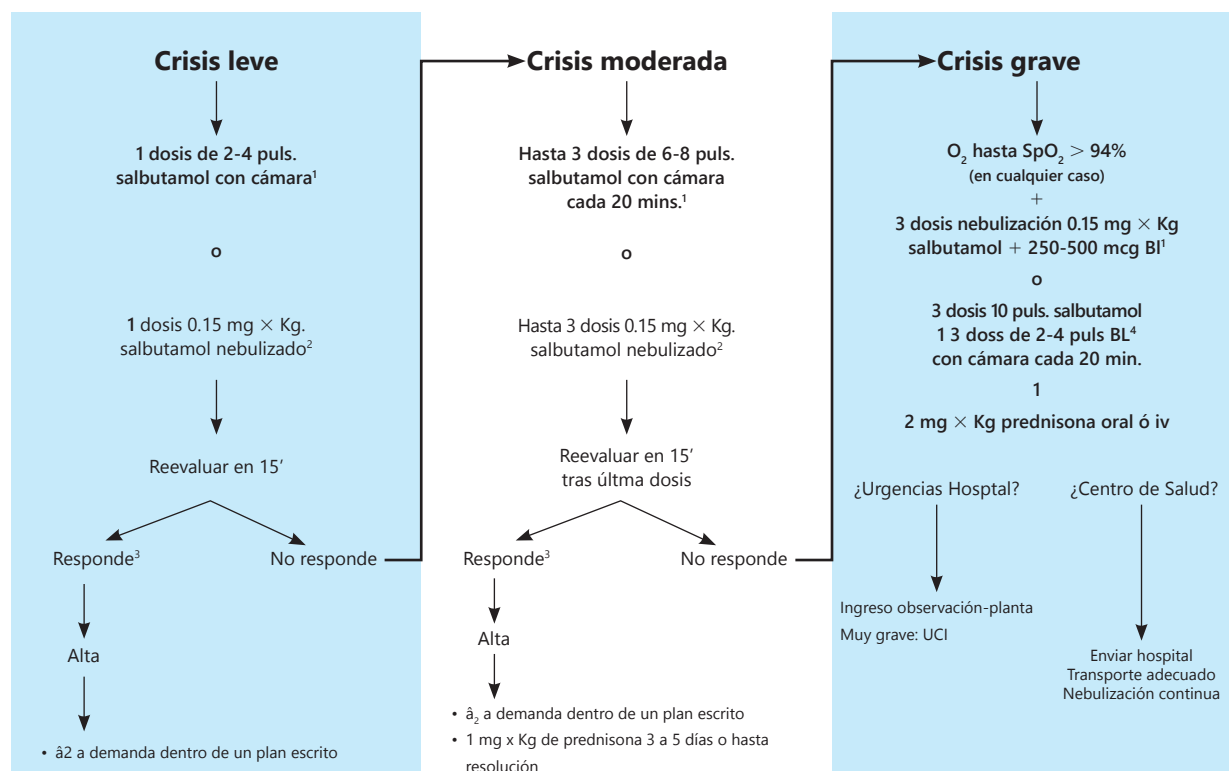 Crisis leve
1 dosis de 2-4 puls.
salbutamol con cámara¹
o
1 dosis 0.15 mg × Kg.
salbutamol nebulizado²
Reevaluar en 15′
Responde³
No responde
Alta
• â2 a demanda dentro de un plan escrito
Crisis moderada
Hasta 3 dosis de 6-8 puls.
salbutamol con cámara
cada 20 mins.¹
o
Hasta 3 dosis 0.15 mg × Kg.
salbutamol nebulizado²
Reevaluar en 15′
tras últma dosis
Responde³
No responde
Alta
• â₂ a demanda dentro de un plan escrito
• 1 mg x Kg de prednisona 3 a 5 días o hasta
resolución
Crisis grave
O₂ hasta SpO₂ > 94%
(en cualquier caso)
+
3 dosis nebulización 0.15 mg × Kg
salbutamol + 250-500 mcg Bl¹
o
3 dosis 10 puls. salbutamol
1 3 doss de 2-4 puls BL⁴
con cámara cada 20 min.
1
2 mg × Kg prednisona oral ó iv
¿Urgencias Hosptal?
Ingreso observación-planta
Muy grave: UCI
¿Centro de Salud?
Enviar hospital
Transporte adecuado
Nebulización continua